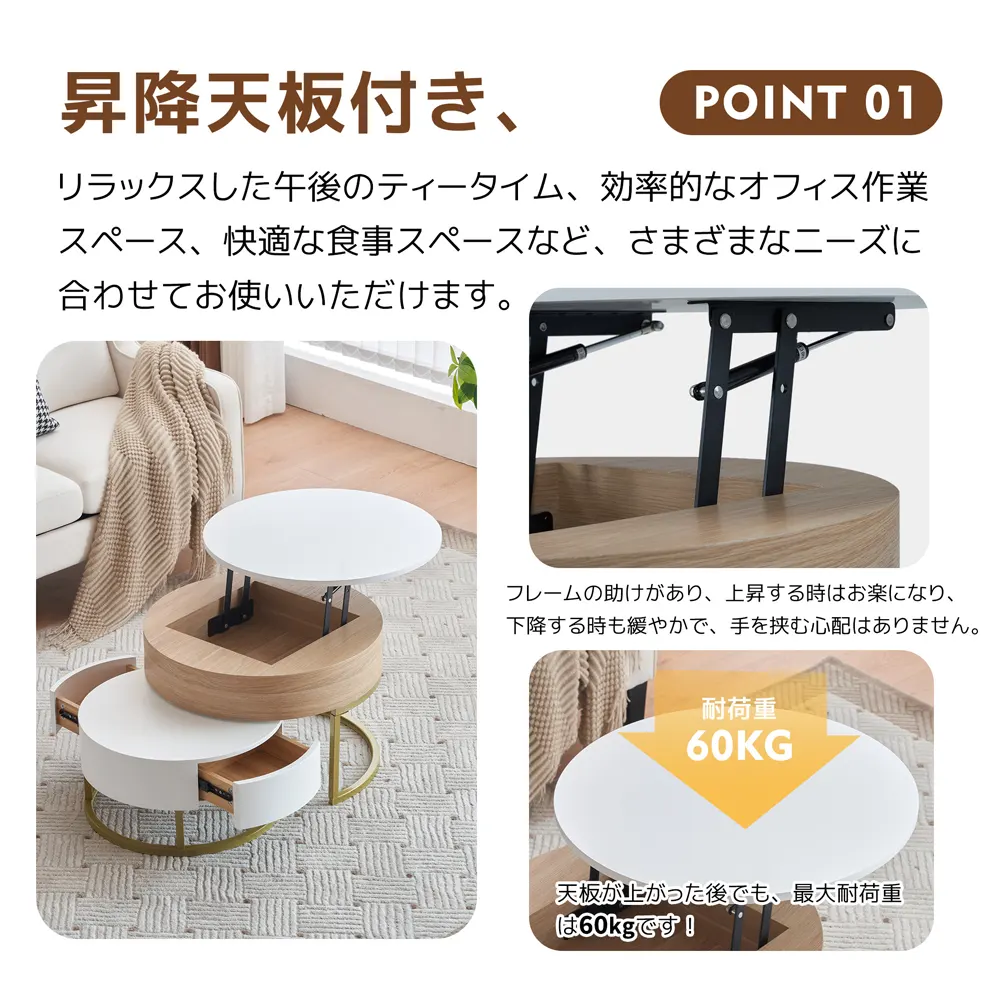 昇降天板付き、
POINT 01
リラックスした午後のティータイム、効率的なオフィス作業
スペース、快適な食事スペースなど、さまざまなニーズに
合わせてお使いいただけます。
フレームの助けがあり、上昇する時はお楽になり、
下降する時も緩やかで、手を挟む心配はありません。
耐荷重
60KG
天板が上がった後でも、最大耐荷重
は60kgです！